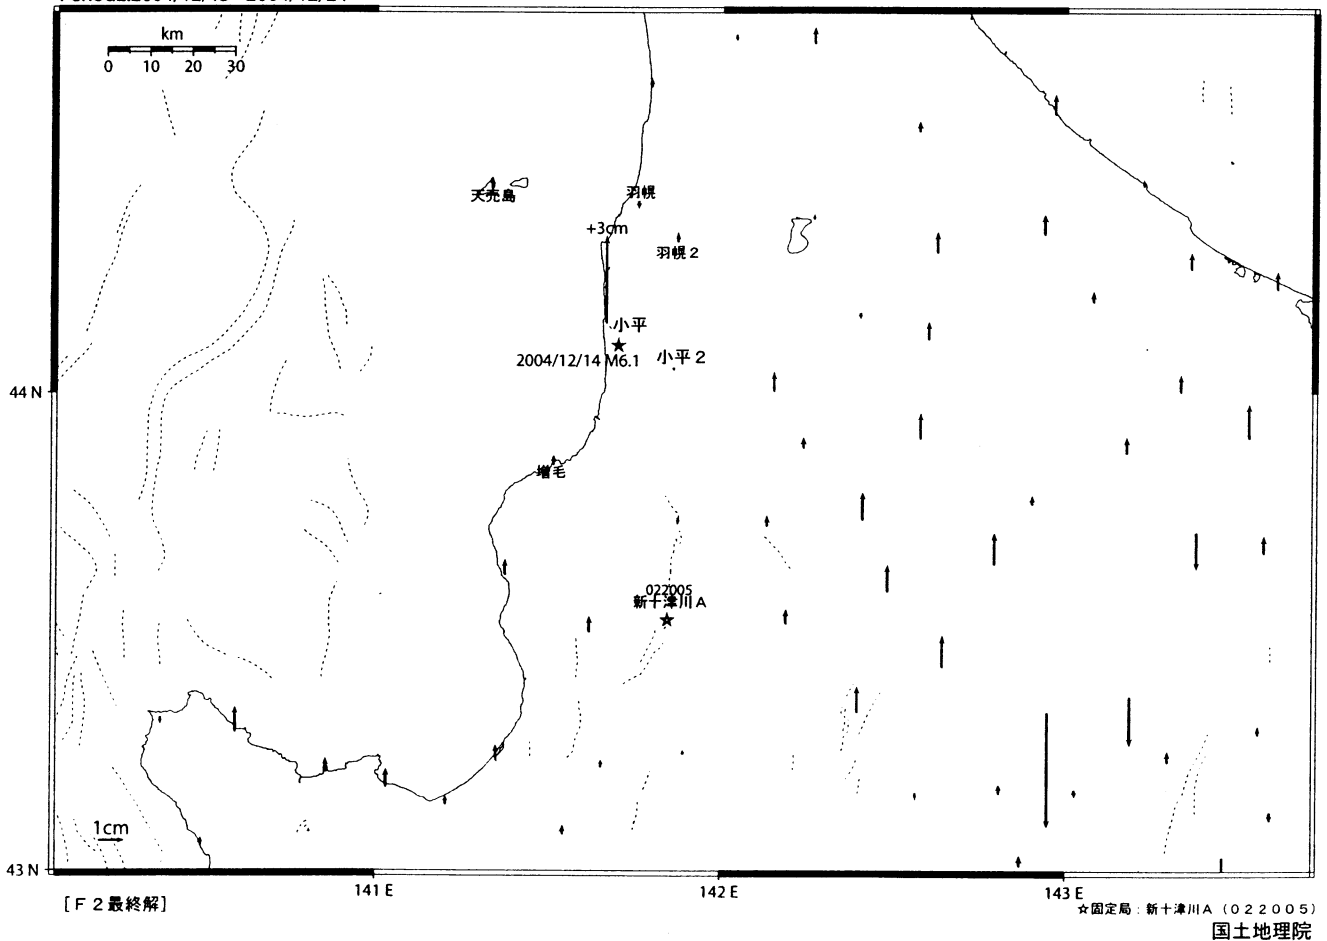 km
0 10 20 30
天売島
羽幌
+3cm
羽幌２
小平
2004/12/14 M6.1
小平２
44 N
増毛
022005
新十津川Ａ
1cm
43 N
141 E
142 E
143 E
[Ｆ２最終解]
☆固定局：新十津川Ａ（０２２００５）
国土地理院